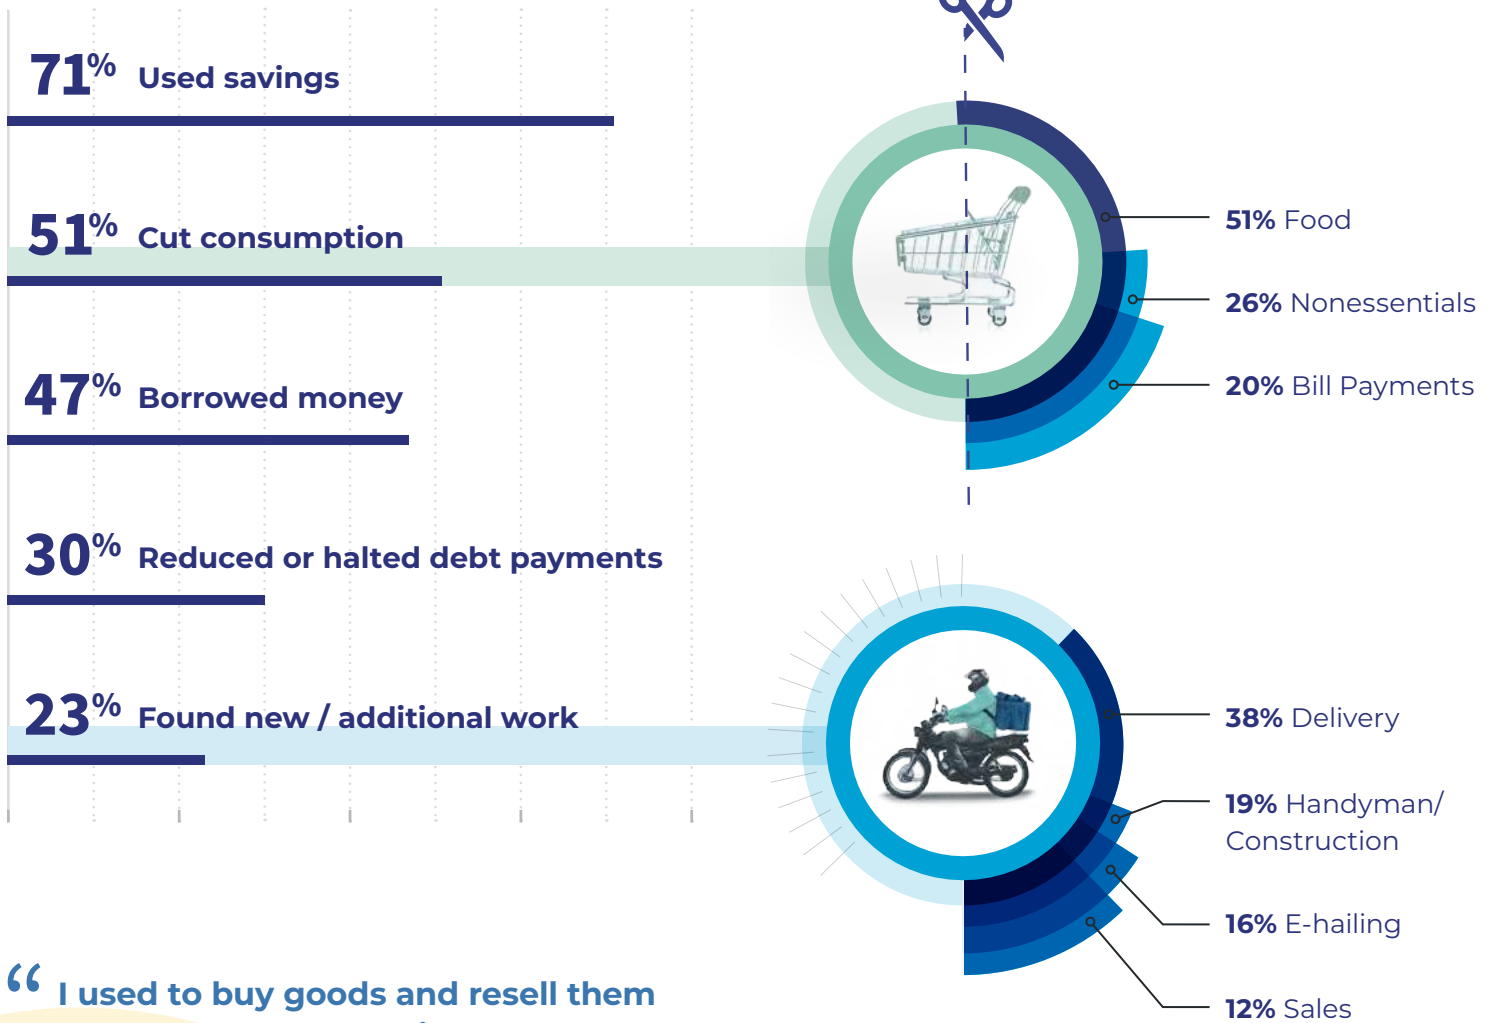 71% Used savings
51% Cut consumption
47% Borrowed money
30% Reduced or halted debt payments
23% Found new / additional work
51% Food
26% Nonessentials
20% Bill Payments
38% Delivery
19% Handyman/
Construction
16% E-hailing
12% Sales
“ I used to buy goods and resell them